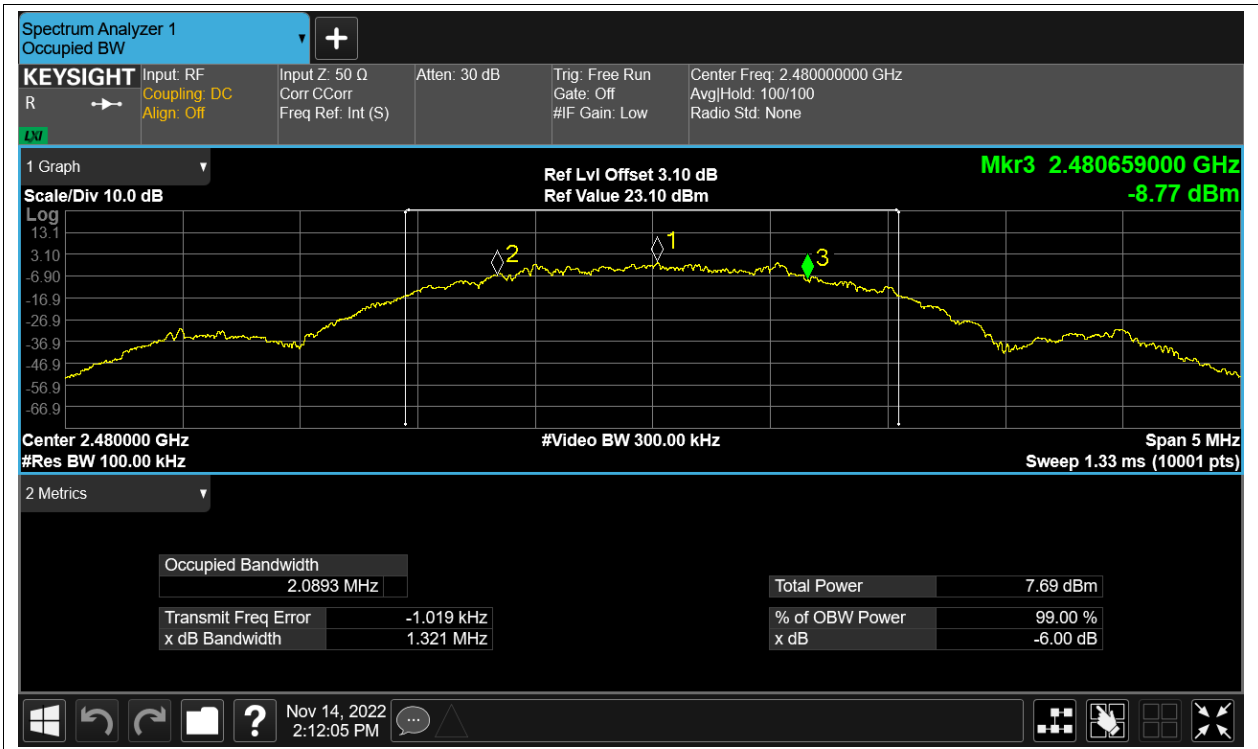 Spectrum Analyzer 1
Occupied BW
KEYSIGHT
R
LXI
Input: RF
Coupling: DC
Align: Off
Input Z: 50 Ω
Corr CCorr
Freq Ref: Int (S)
Atten: 30 dB
Trig: Free Run
Gate: Off
#IF Gain: Low
Center Freq: 2.480000000 GHz
Avg|Hold: 100/100
Radio Std: None
1 Graph
Scale/Div 10.0 dB
Ref Lvl Offset 3.10 dB
Ref Value 23.10 dBm
Mkr3 2.480659000 GHz
-8.77 dBm
Log
13.1
3.10
-6.90
-16.9
-26.9
-36.9
-46.9
-56.9
-66.9
2
1
3
Center 2.480000 GHz
#Res BW 100.00 kHz
#Video BW 300.00 kHz
Span 5 MHz
Sweep 1.33 ms (10001 pts)
2 Metrics
Occupied Bandwidth
2.0893 MHz
Transmit Freq Error -1.019 kHz
x dB Bandwidth 1.321 MHz
Total Power 7.69 dBm
% of OBW Power 99.00 %
x dB -6.00 dB
?
Nov 14, 2022
2:12:05 PM